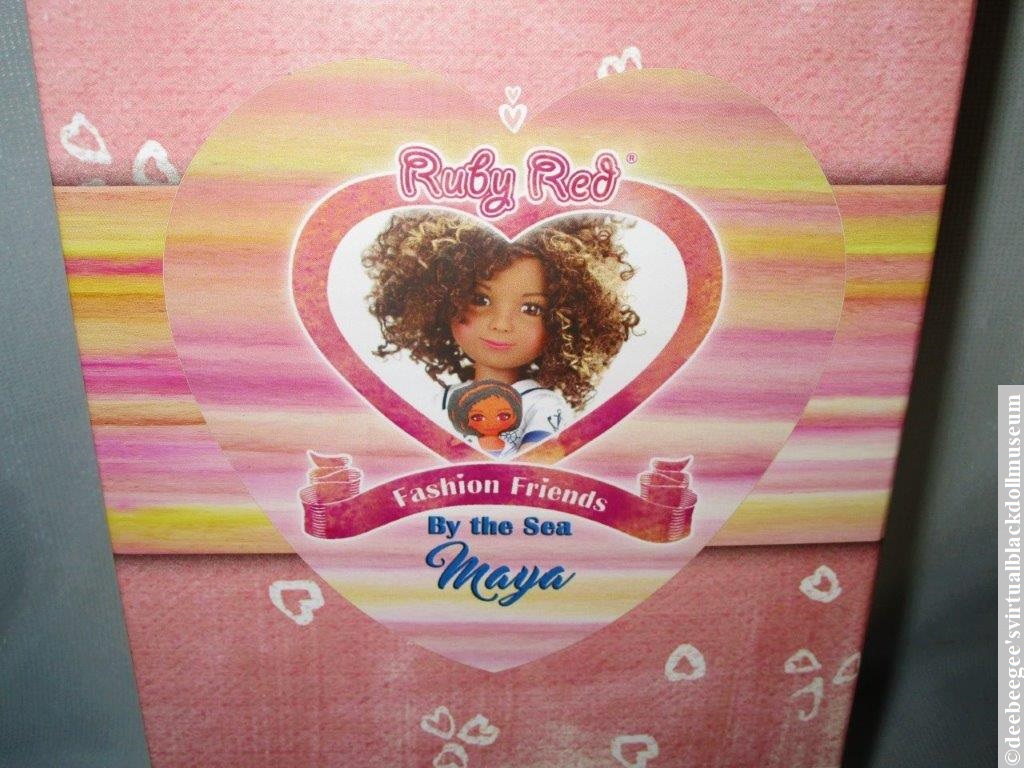 Ruby Red®
Fashion Friends
By the Sea
Maya
©deebeegee'svirtualblackdollmuseum